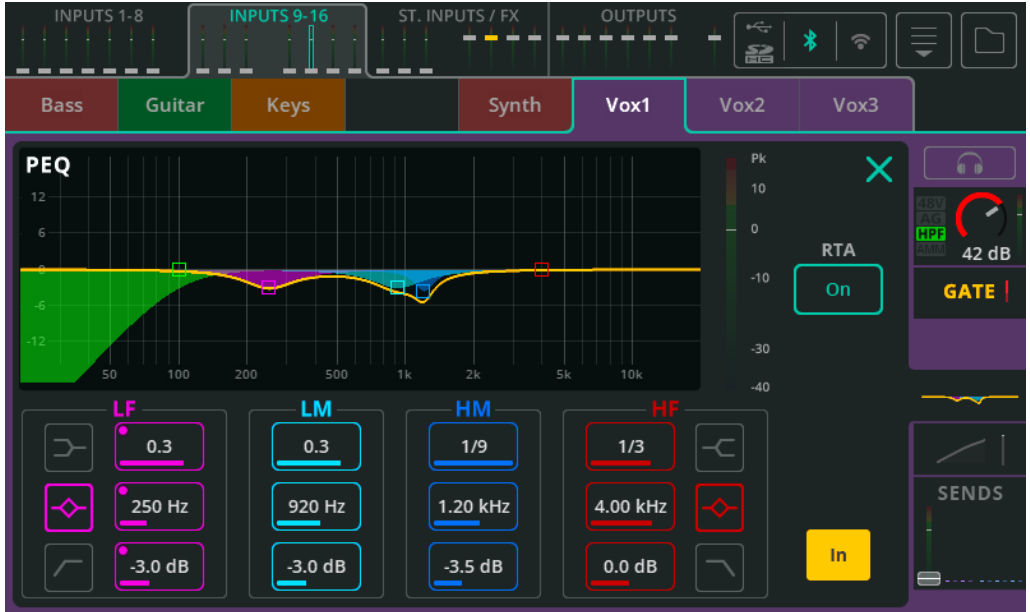 INPUTS 1-8 INPUTS 9-16 ST. INPUTS / FX OUTPUTS
Bass Guitar Keys Synth Vox1 Vox2 Vox3
PEQ
12
6
0
-6
-12
50 100 200 500 1k 2k 5k 10k
Pk
10
0
-10
-30
-40
RTA
On
48V
AG
HPF
AMM
42 dB
GATE
LF LM HM HF
0.3 0.3 1/9 1/3
250 Hz 920 Hz 1.20 kHz 4.00 kHz
-3.0 dB -3.0 dB -3.5 dB 0.0 dB
In
SENDS